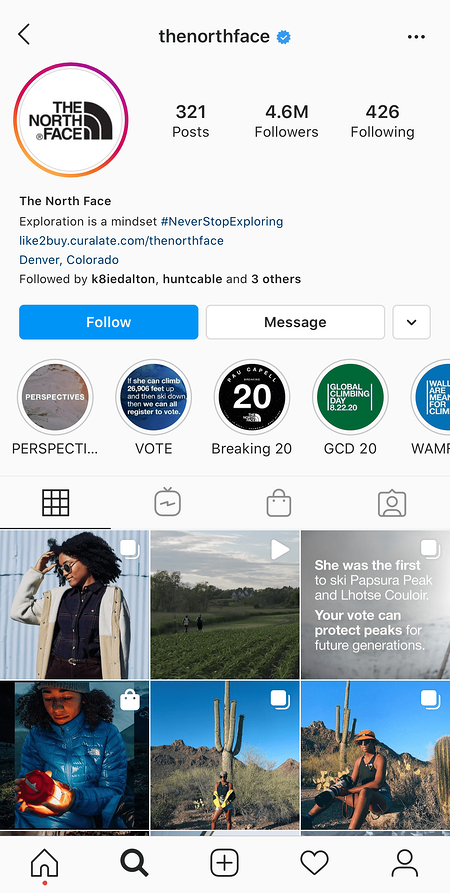 thenorthface
THE
NORTH
FACE
®
321
Posts
4.6M
Followers
426
Following
The North Face
Exploration is a mindset #NeverStopExploring
like2buy.curalate.com/thenorthface
Denver, Colorado
Followed by k8iedalton, huntcable and 3 others
Follow
Message
PERSPECTIVES
If she can climb
26,906 feet up
and then ski down,
then we can all
register to vote.
PAU CAPELL
BREAKING
20
THE
NORTH
FACE
GLOBAL
CLIMBING
DAY
8.22.20
WALL
ARE
MEAN
FOR
CLIM
PERSPECTI...
VOTE
Breaking 20
GCD 20
WAMF
She was the first
to ski Papsura Peak
and Lhotse Couloir.
Your vote can
protect peaks for
future generations.